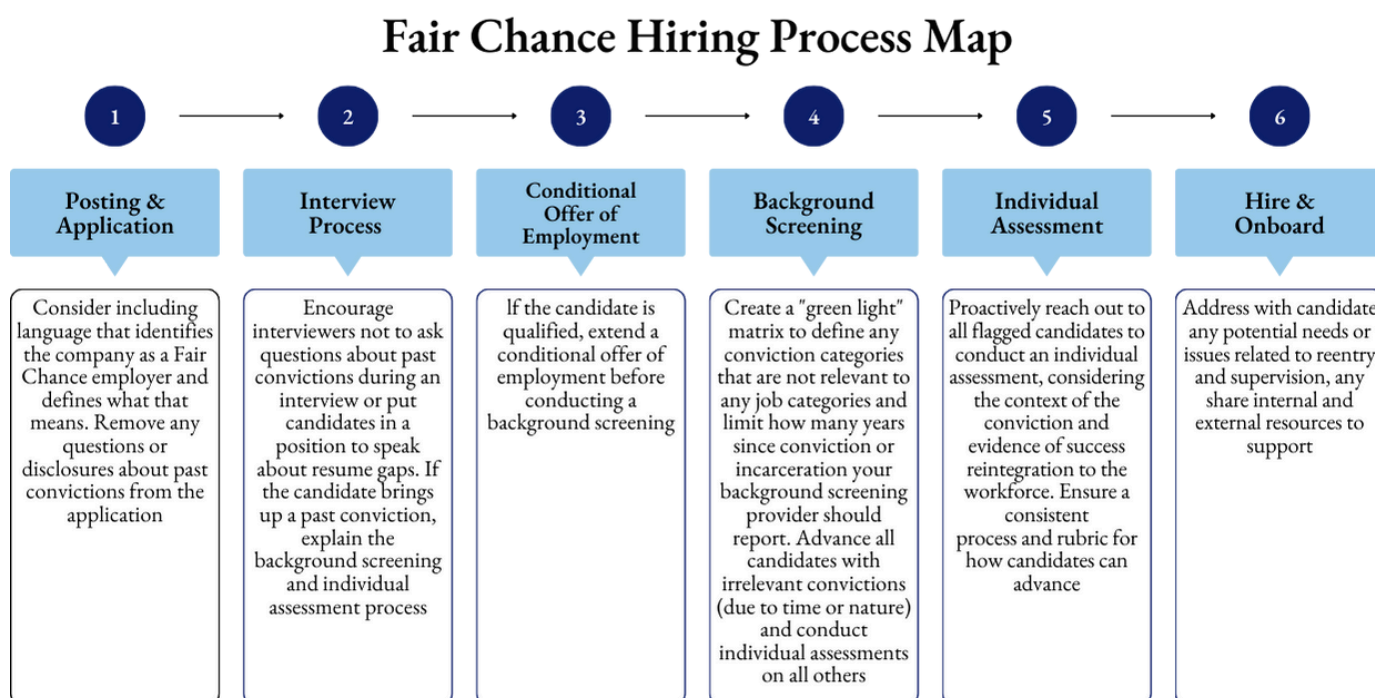 Fair Chance Hiring Process Map
1
2
3
4
5
6
Posting &
Application
Interview
Process
Conditional
Offer of
Employment
Background
Screening
Individual
Assessment
Hire &
Onboard
Consider including
language that identifies
the company as a Fair
Chance employer and
defines what that
means. Remove any
questions or
disclosures about past
convictions from the
application
Encourage
interviewers not to ask
questions about past
convictions during an
interview or put
candidates in a
position to speak
about resume gaps. If
the candidate brings
up a past conviction,
explain the
background screening
and individual
assessment process
If the candidate is
qualified, extend a
conditional offer of
employment before
conducting a
background screening
Create a "green light"
matrix to define any
conviction categories
that are not relevant to
any job categories and
limit how many years
since conviction or
incarceration your
background screening
provider should
report. Advance all
candidates with
irrelevant convictions
(due to time or nature)
and conduct
individual assessments
on all others
Proactively reach out to
all flagged candidates to
conduct an individual
assessment, considering
the context of the
conviction and
evidence of success
reintegration to the
workforce. Ensure a
consistent
process and rubric for
how candidates can
advance
Address with candidate
any potential needs or
issues related to reentry
and supervision, any
share internal and
external resources to
support